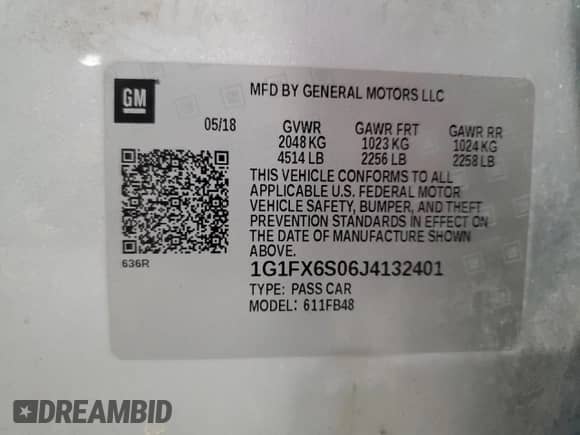 GM
MFD BY GENERAL MOTORS LLC
05/18 GVWR GAWR FRT GAWR RR
2048 KG 1023 KG 1024 KG
4514 LB 2256 LB 2258 LB
THIS VEHICLE CONFORMS TO ALL
APPLICABLE U.S. FEDERAL MOTOR
VEHICLE SAFETY, BUMPER, AND THEFT
PREVENTION STANDARDS IN EFFECT ON
THE DATE OF MANUFACTURE SHOWN
ABOVE.
636R
1G1FX6S06J4132401
TYPE: PASS CAR
MODEL: 611FB48
DREAMBID